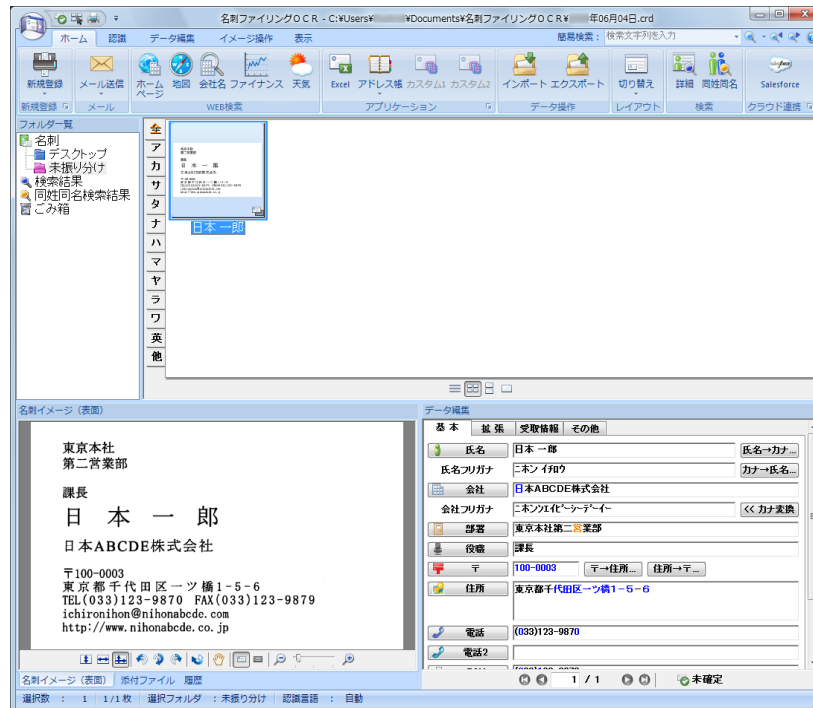 名刺ファイリングＯＣＲ - C:¥Users¥ ¥Documents¥名刺ファイリングＯＣＲ¥ 年06月04日.crd
ホーム 認識 データ編集 イメージ操作 表示 簡易検索： 検索文字列を入力
新規登録 メール送信 ホームページ 地図 会社名 ファイナンス 天気 Excel アドレス帳 カスタム1 カスタム2 インポート エクスポート 切り替え 詳細 同姓同名 Salesforce
新規登録 メール WEB検索 アプリケーション データ操作 レイアウト 検索 クラウド連携
フォルダ一覧
名刺
デスクトップ
未振り分け
検索結果
同姓同名検索結果
ごみ箱
全
ア
カ
サ
タ
ナ
ハ
マ
ヤ
ラ
ワ
英
他
日本 一郎
名刺イメージ（表面）
東京本社
第二営業部
課長
日 本 一 郎
日本ABCDE株式会社
〒100-0003
東京都千代田区一ツ橋1-5-6
TEL(033)123-9870 FAX(033)123-9879
ichironihon@nihonabcde.com
http://www.nihonabcde.co.jp
名刺イメージ（表面） 添付ファイル 履歴
データ編集
基本 拡張 受取情報 その他
氏名 日本 一郎 氏名→カナ...
氏名フリガナ ﾆﾎﾝ ｲﾁﾛｳ カナ→氏名...
会社 日本ABCDE株式会社
会社フリガナ ﾆﾎﾝﾝｴｲﾋﾞｰｼｰﾃﾞｰｲｰ << カナ変換
部署 東京本社第二営業部
役職 課長
〒 100-0003 〒→住所... 住所→〒...
住所 東京都千代田区一ツ橋１－５－６
電話 (033)123-9870
電話2
1 / 1 未確定
選択数 ： 1 1/1枚 選択フォルダ ：未振り分け 認識言語 ： 自動